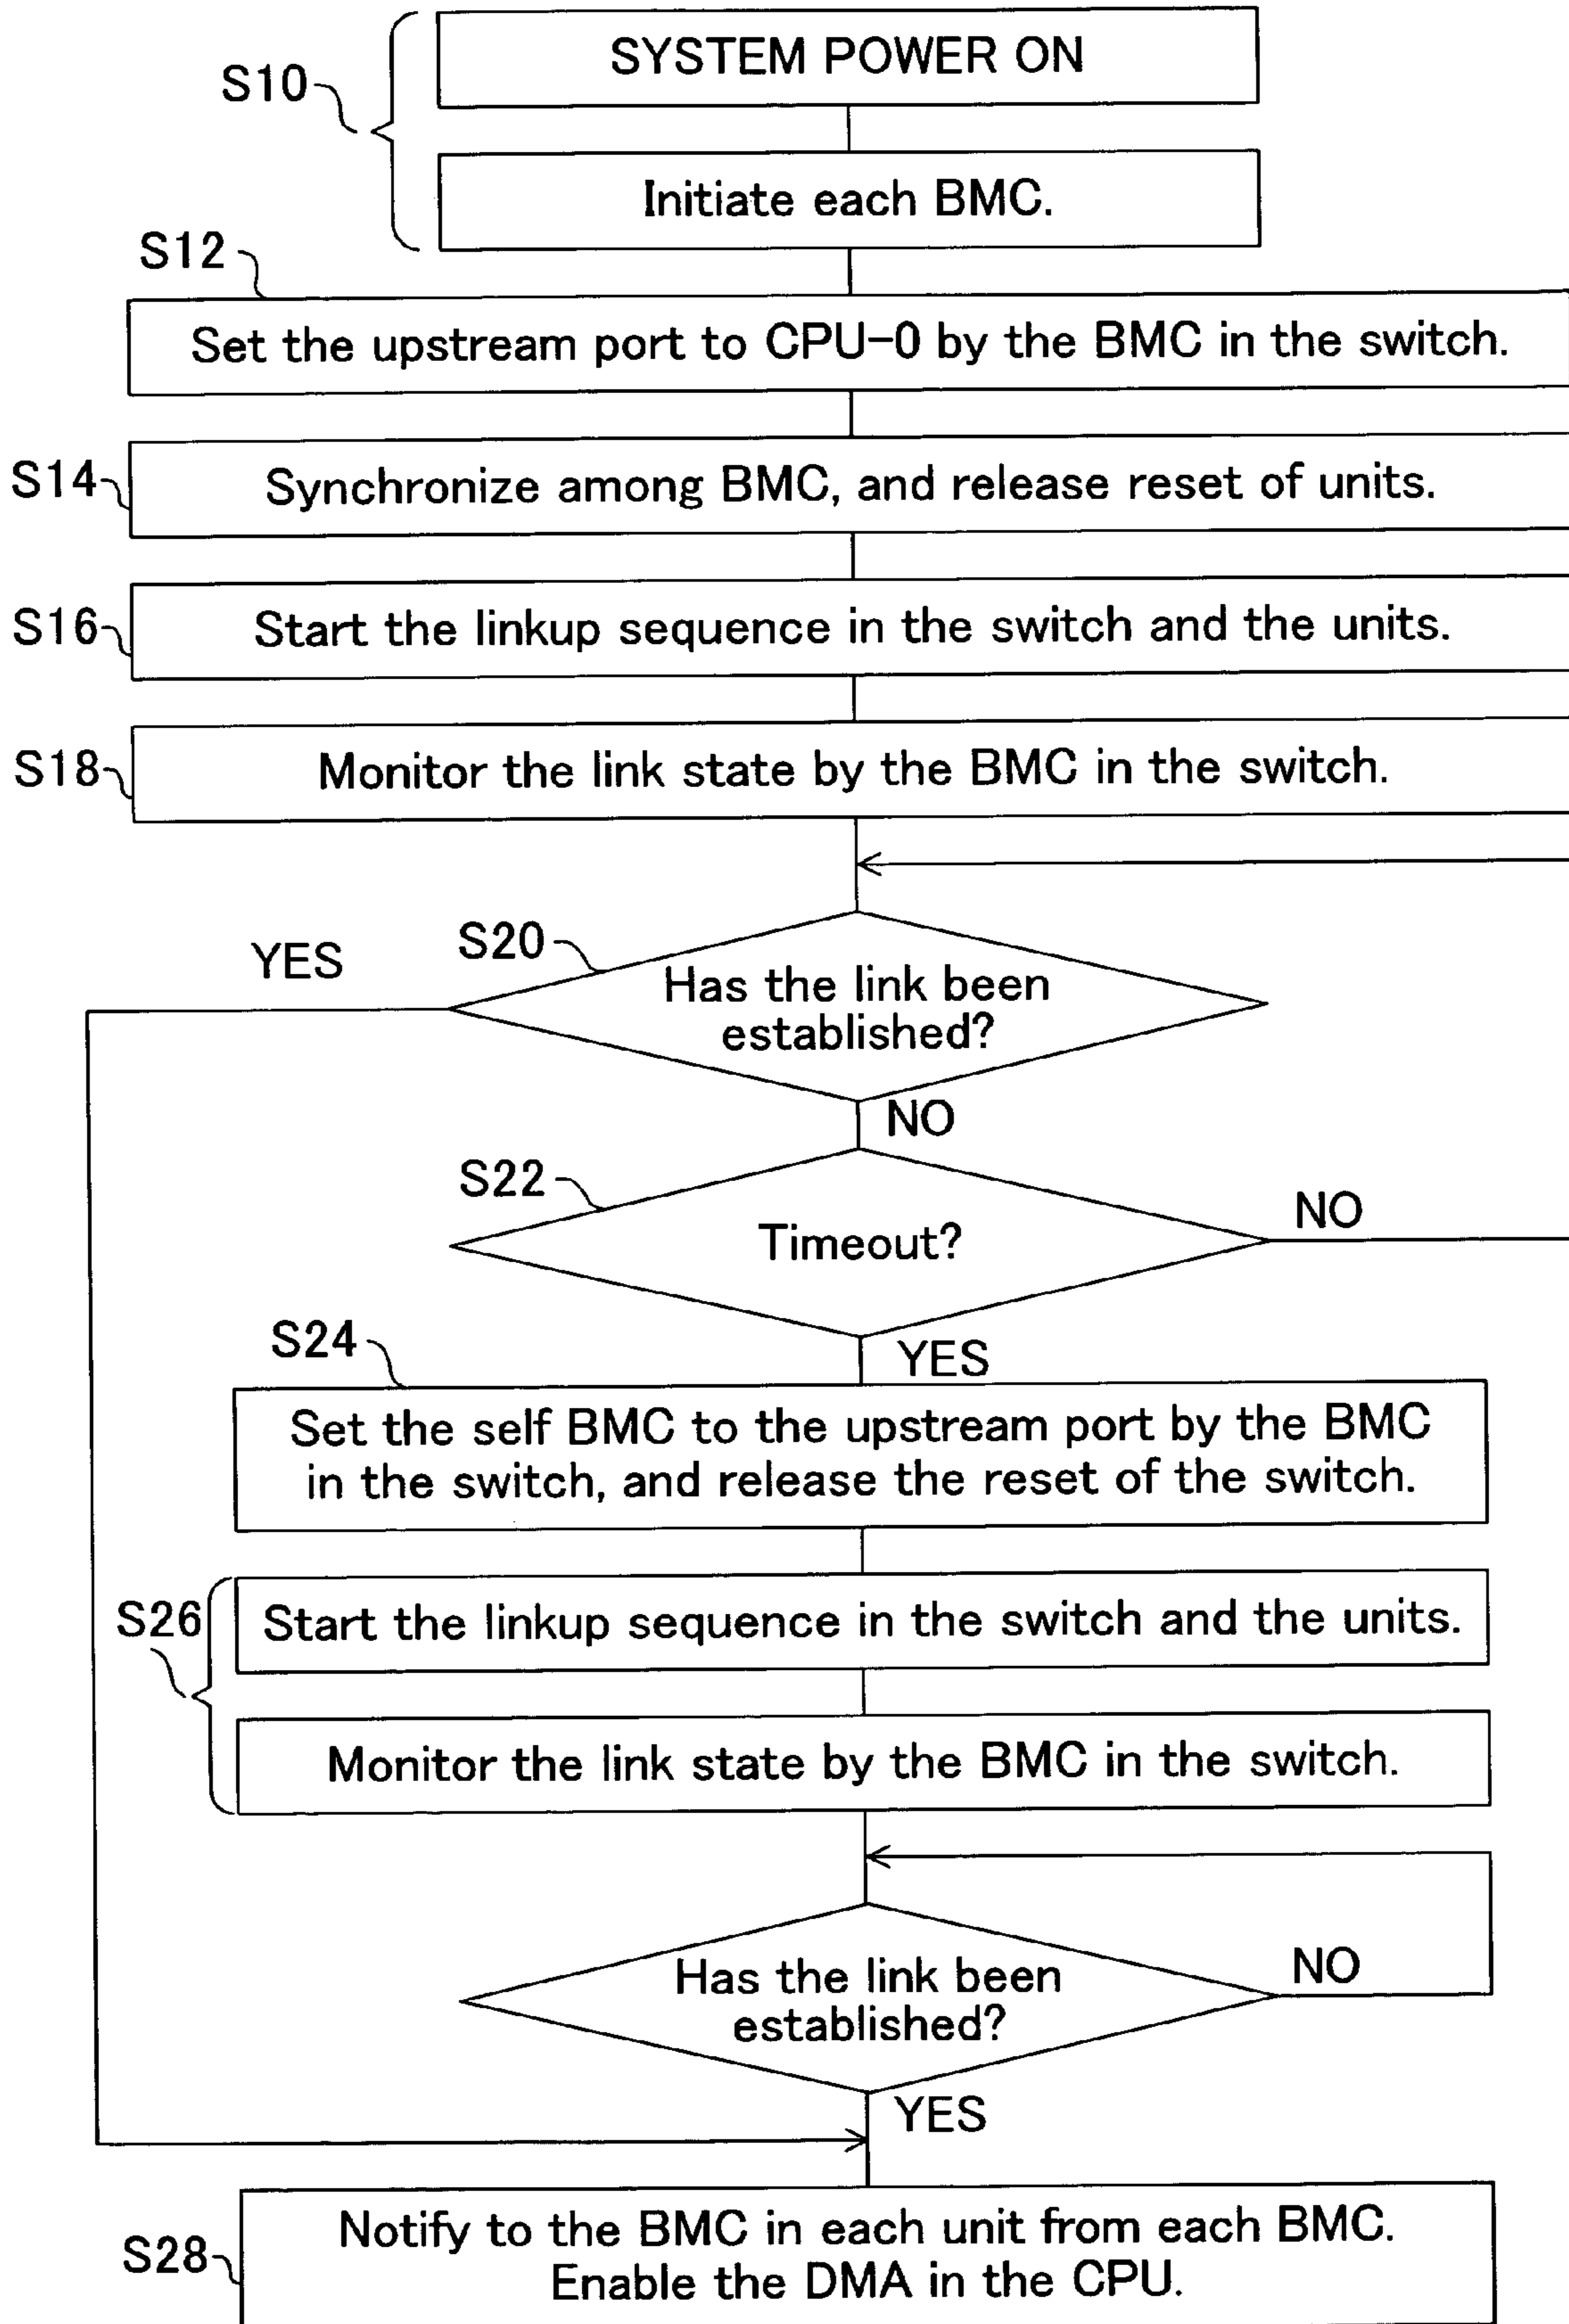 SYSTEM POWER ON
S10
Initiate each BMC.
S12
Set the upstream port to CPU-0 by the BMC in the switch.
S14
Synchronize among BMC, and release reset of units.
S16
Start the linkup sequence in the switch and the units.
S18
Monitor the link state by the BMC in the switch.
S20
YES
Has the link been
established?
NO
S22
Timeout?
NO
S24
YES
Set the self BMC to the upstream port by the BMC
in the switch, and release the reset of the switch.
S26
Start the linkup sequence in the switch and the units.
Monitor the link state by the BMC in the switch.
Has the link been
established?
NO
YES
S28
Notify to the BMC in each unit from each BMC.
Enable the DMA in the CPU.